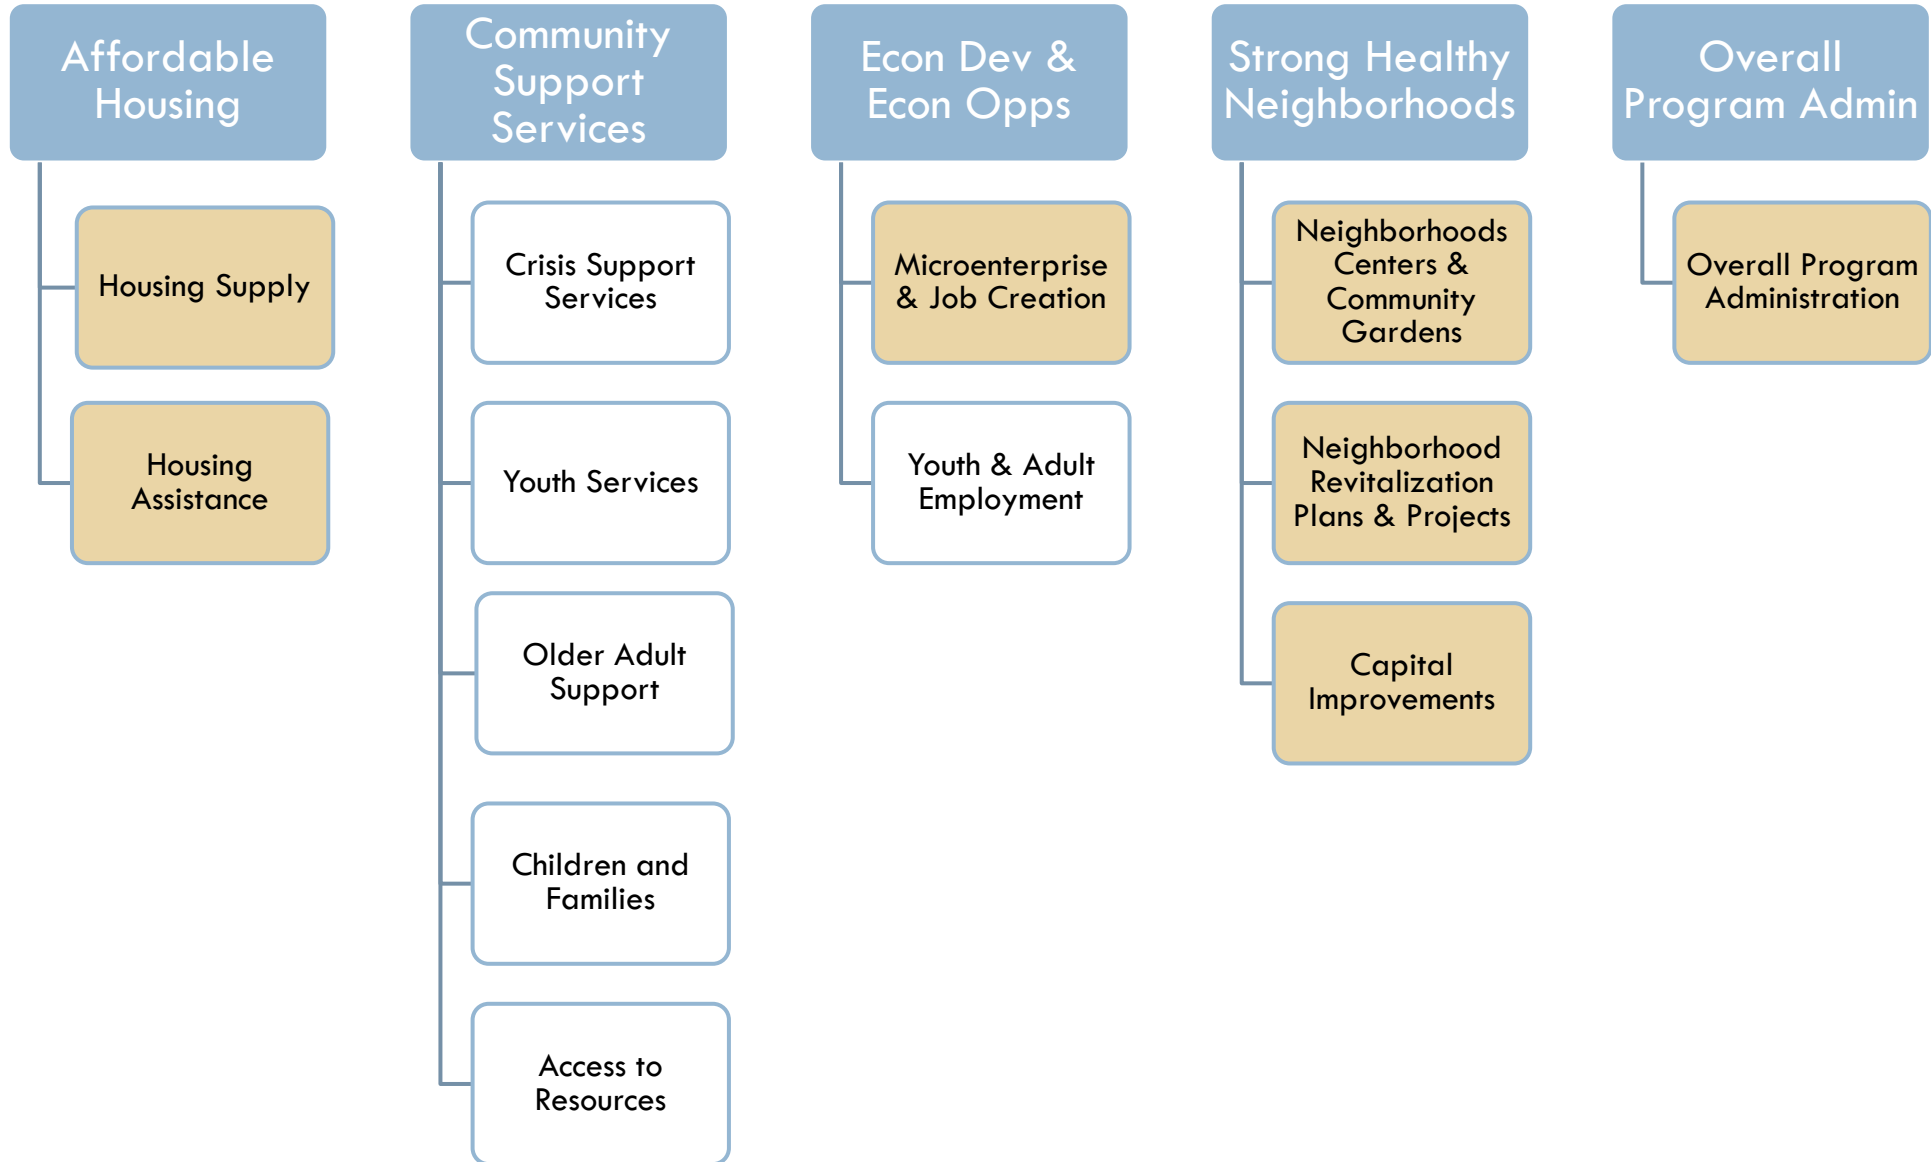 Affordable
Housing
Housing Supply
Housing
Assistance
Community
Support
Services
Crisis Support
Services
Youth Services
Older Adult
Support
Children and
Families
Access to
Resources
Econ Dev &
Econ Opps
Microenterprise
& Job Creation
Youth & Adult
Employment
Strong Healthy
Neighborhoods
Neighborhoods
Centers &
Community
Gardens
Neighborhood
Revitalization
Plans & Projects
Capital
Improvements
Overall
Program Admin
Overall Program
Administration